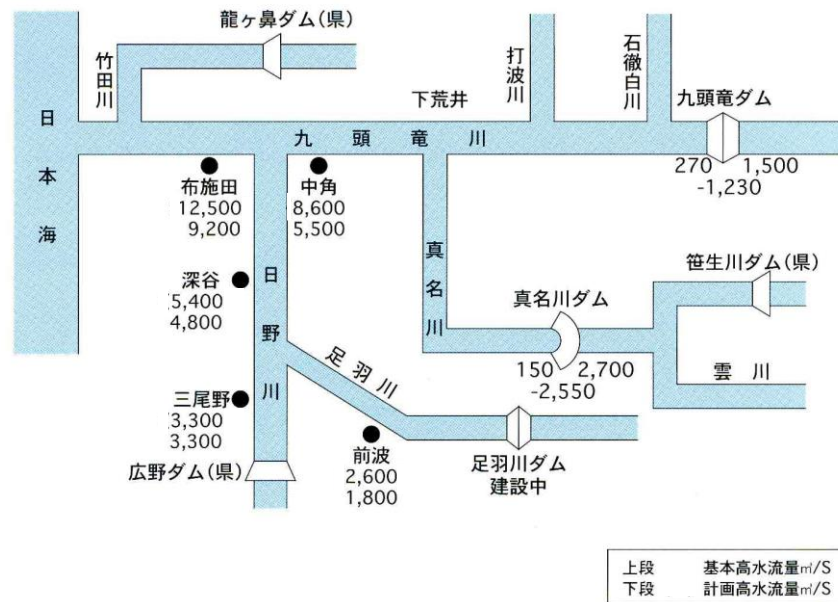 龍ヶ鼻ダム(県)
竹田川
打波川
石徹白川
下荒井
九頭竜ダム
日本海
九頭竜川
270 1,500
-1,230
布施田
12,500
9,200
中角
8,600
5,500
真名川
笹生川ダム(県)
深谷
5,400
4,800
日野川
真名川ダム
150 2,700
-2,550
足羽川
雲川
三尾野
3,300
3,300
前波
2,600
1,800
広野ダム(県)
足羽川ダム
建設中
上段 基本高水流量㎥/S
下段 計画高水流量㎥/S